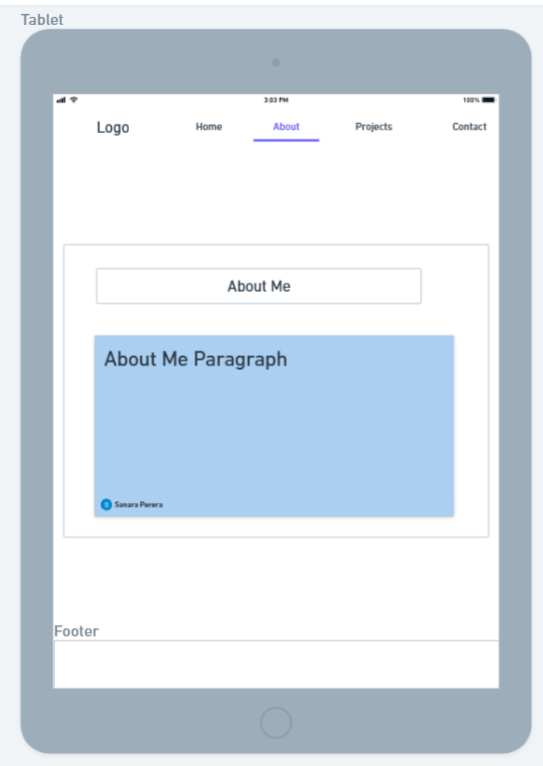 Tablet
3:03 PM
100%
Logo
Home About Projects Contact
About Me
About Me Paragraph
S Sanara Perera
Footer